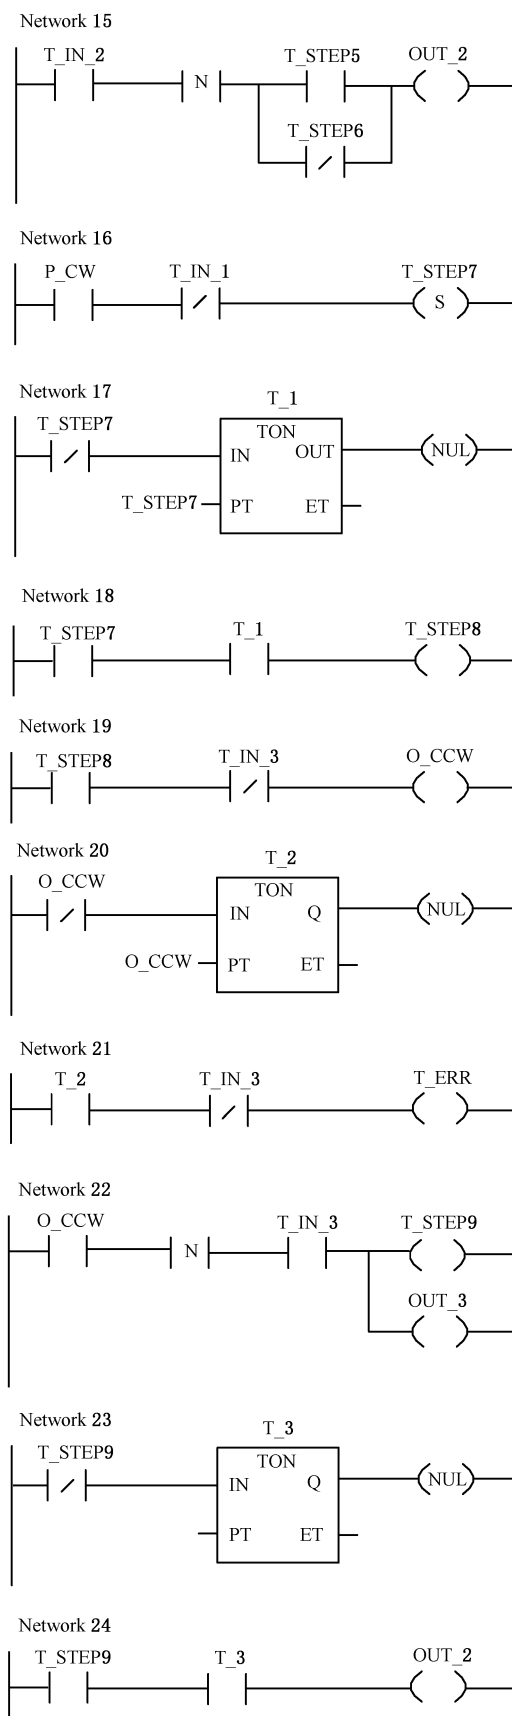 Network 15
T_IN_2
T_STEP5
OUT_2
N
T_STEP6
Network 16
P_CW
T_IN_1
T_STEP7
S
Network 17
T_1
T_STEP7
TON
IN
OUT
NUL
T_STEP7
PT
ET
Network 18
T_STEP7
T_1
T_STEP8
Network 19
T_STEP8
T_IN_3
O_CCW
Network 20
T_2
O_CCW
TON
IN
Q
NUL
O_CCW
PT
ET
Network 21
T_2
T_IN_3
T_ERR
Network 22
O_CCW
T_IN_3
T_STEP9
N
OUT_3
Network 23
T_3
T_STEP9
TON
IN
Q
NUL
PT
ET
Network 24
T_STEP9
T_3
OUT_2